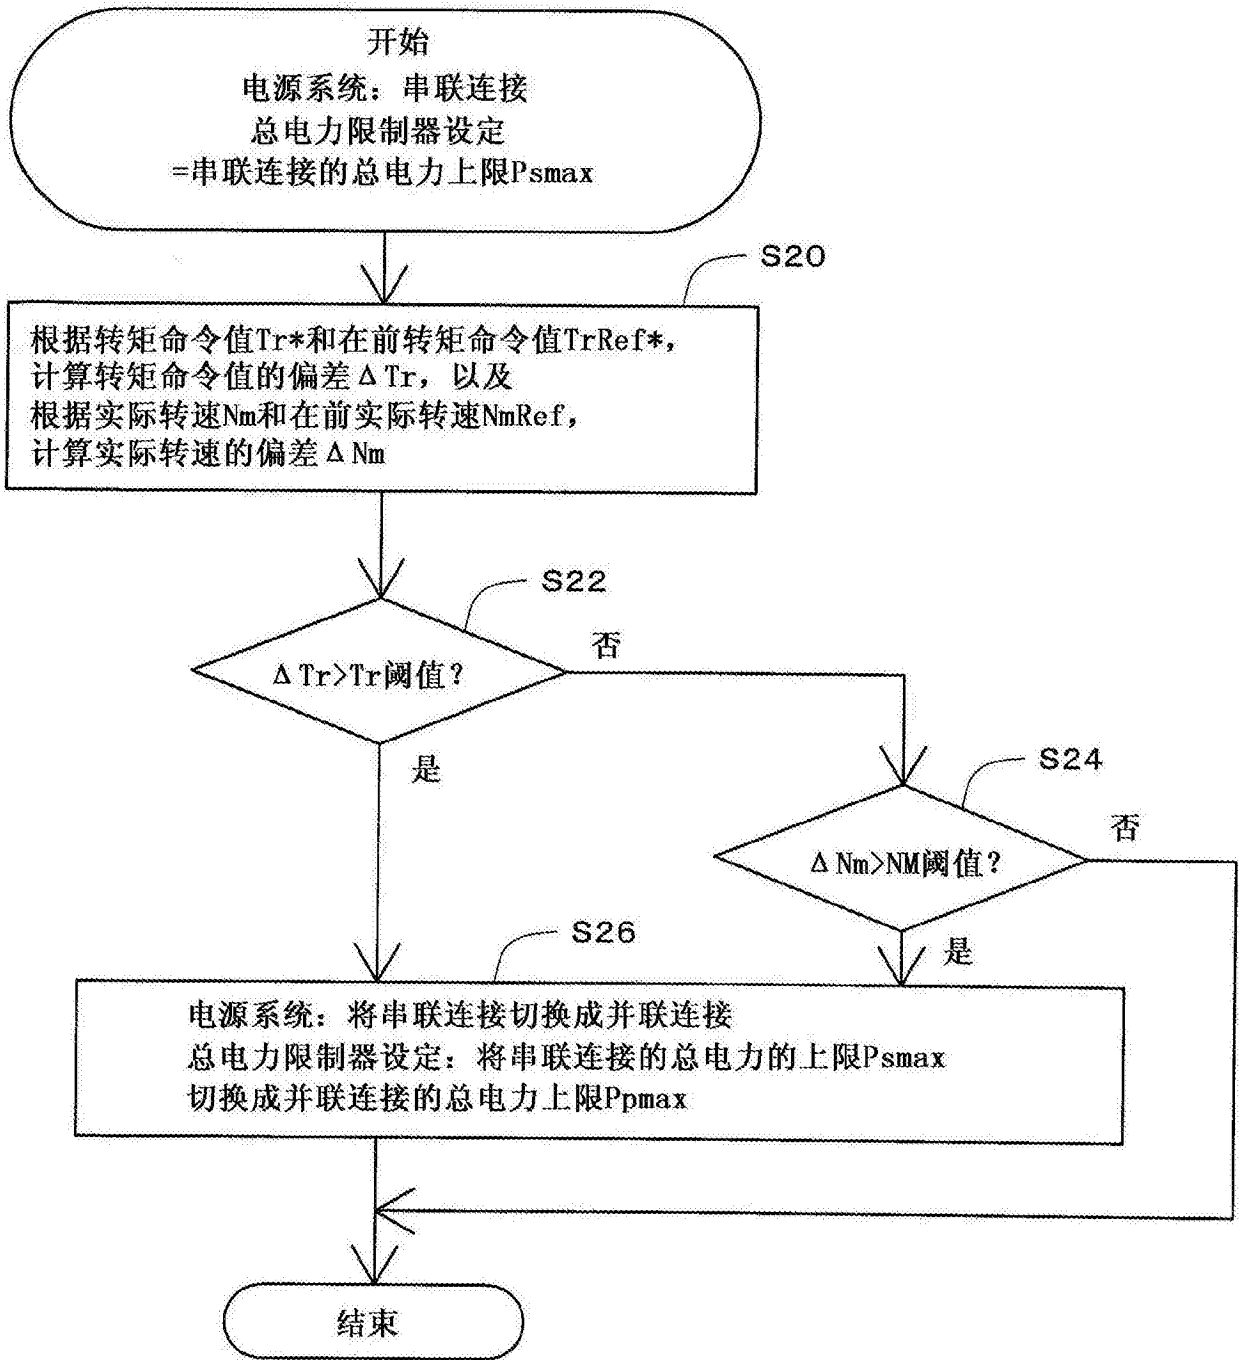 开始
电源系统：串联连接
总电力限制器设定
=串联连接的总电力上限Psmax
S20
根据转矩命令值Tr*和在前转矩命令值TrRef*，
计算转矩命令值的偏差ΔTr，以及
根据实际转速Nm和在前实际转速NmRef，
计算实际转速的偏差ΔNm
S22
ΔTr>Tr阈值？
否
是
S24
ΔNm>NM阈值？
否
是
S26
电源系统：将串联连接切换成并联连接
总电力限制器设定：将串联连接的总电力的上限Psmax
切换成并联连接的总电力上限Ppmax
结束